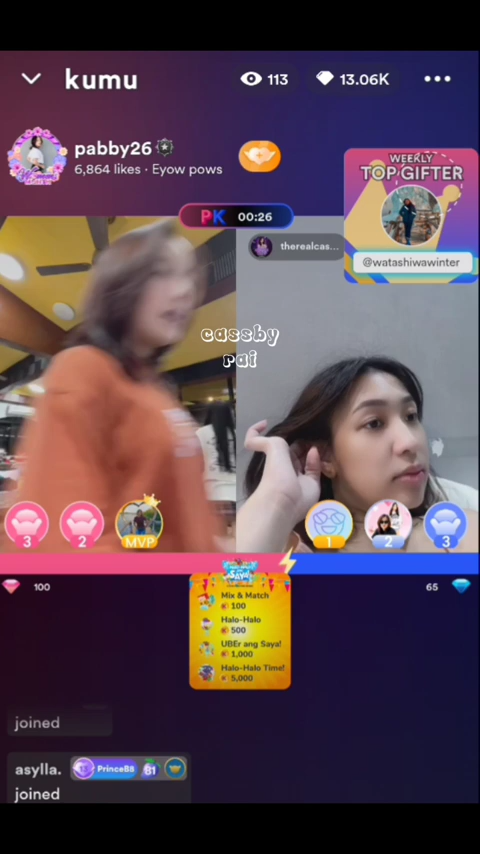 kumu
113
13.06K
pabby26
6,864 likes · Eyow pows
WEEKLY
TOP GIFTER
@watashiwawinter
PK 00:26
therealcas...
cassby
rai
3
2
MVP
1
2
3
100
65
Mix & Match
100
Halo-Halo
500
UBEr ang Saya!
1,000
Halo-Halo Time!
5,000
joined
asylla. PrinceBB 81
joined